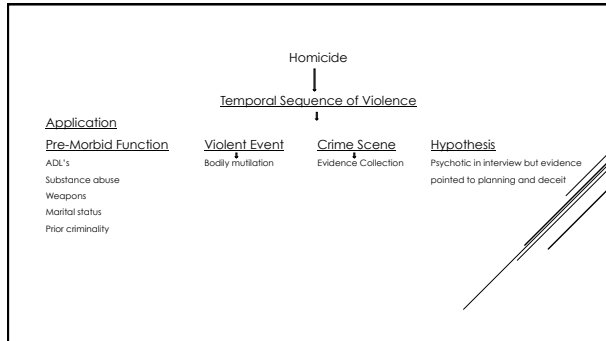 Homicide
Temporal Sequence of Violence
Application
Pre-Morbid Function
ADL's
Substance abuse
Weapons
Marital status
Prior criminality
Violent Event
Bodily mutilation
Crime Scene
Evidence Collection
Hypothesis
Psychotic in interview but evidence
pointed to planning and deceit